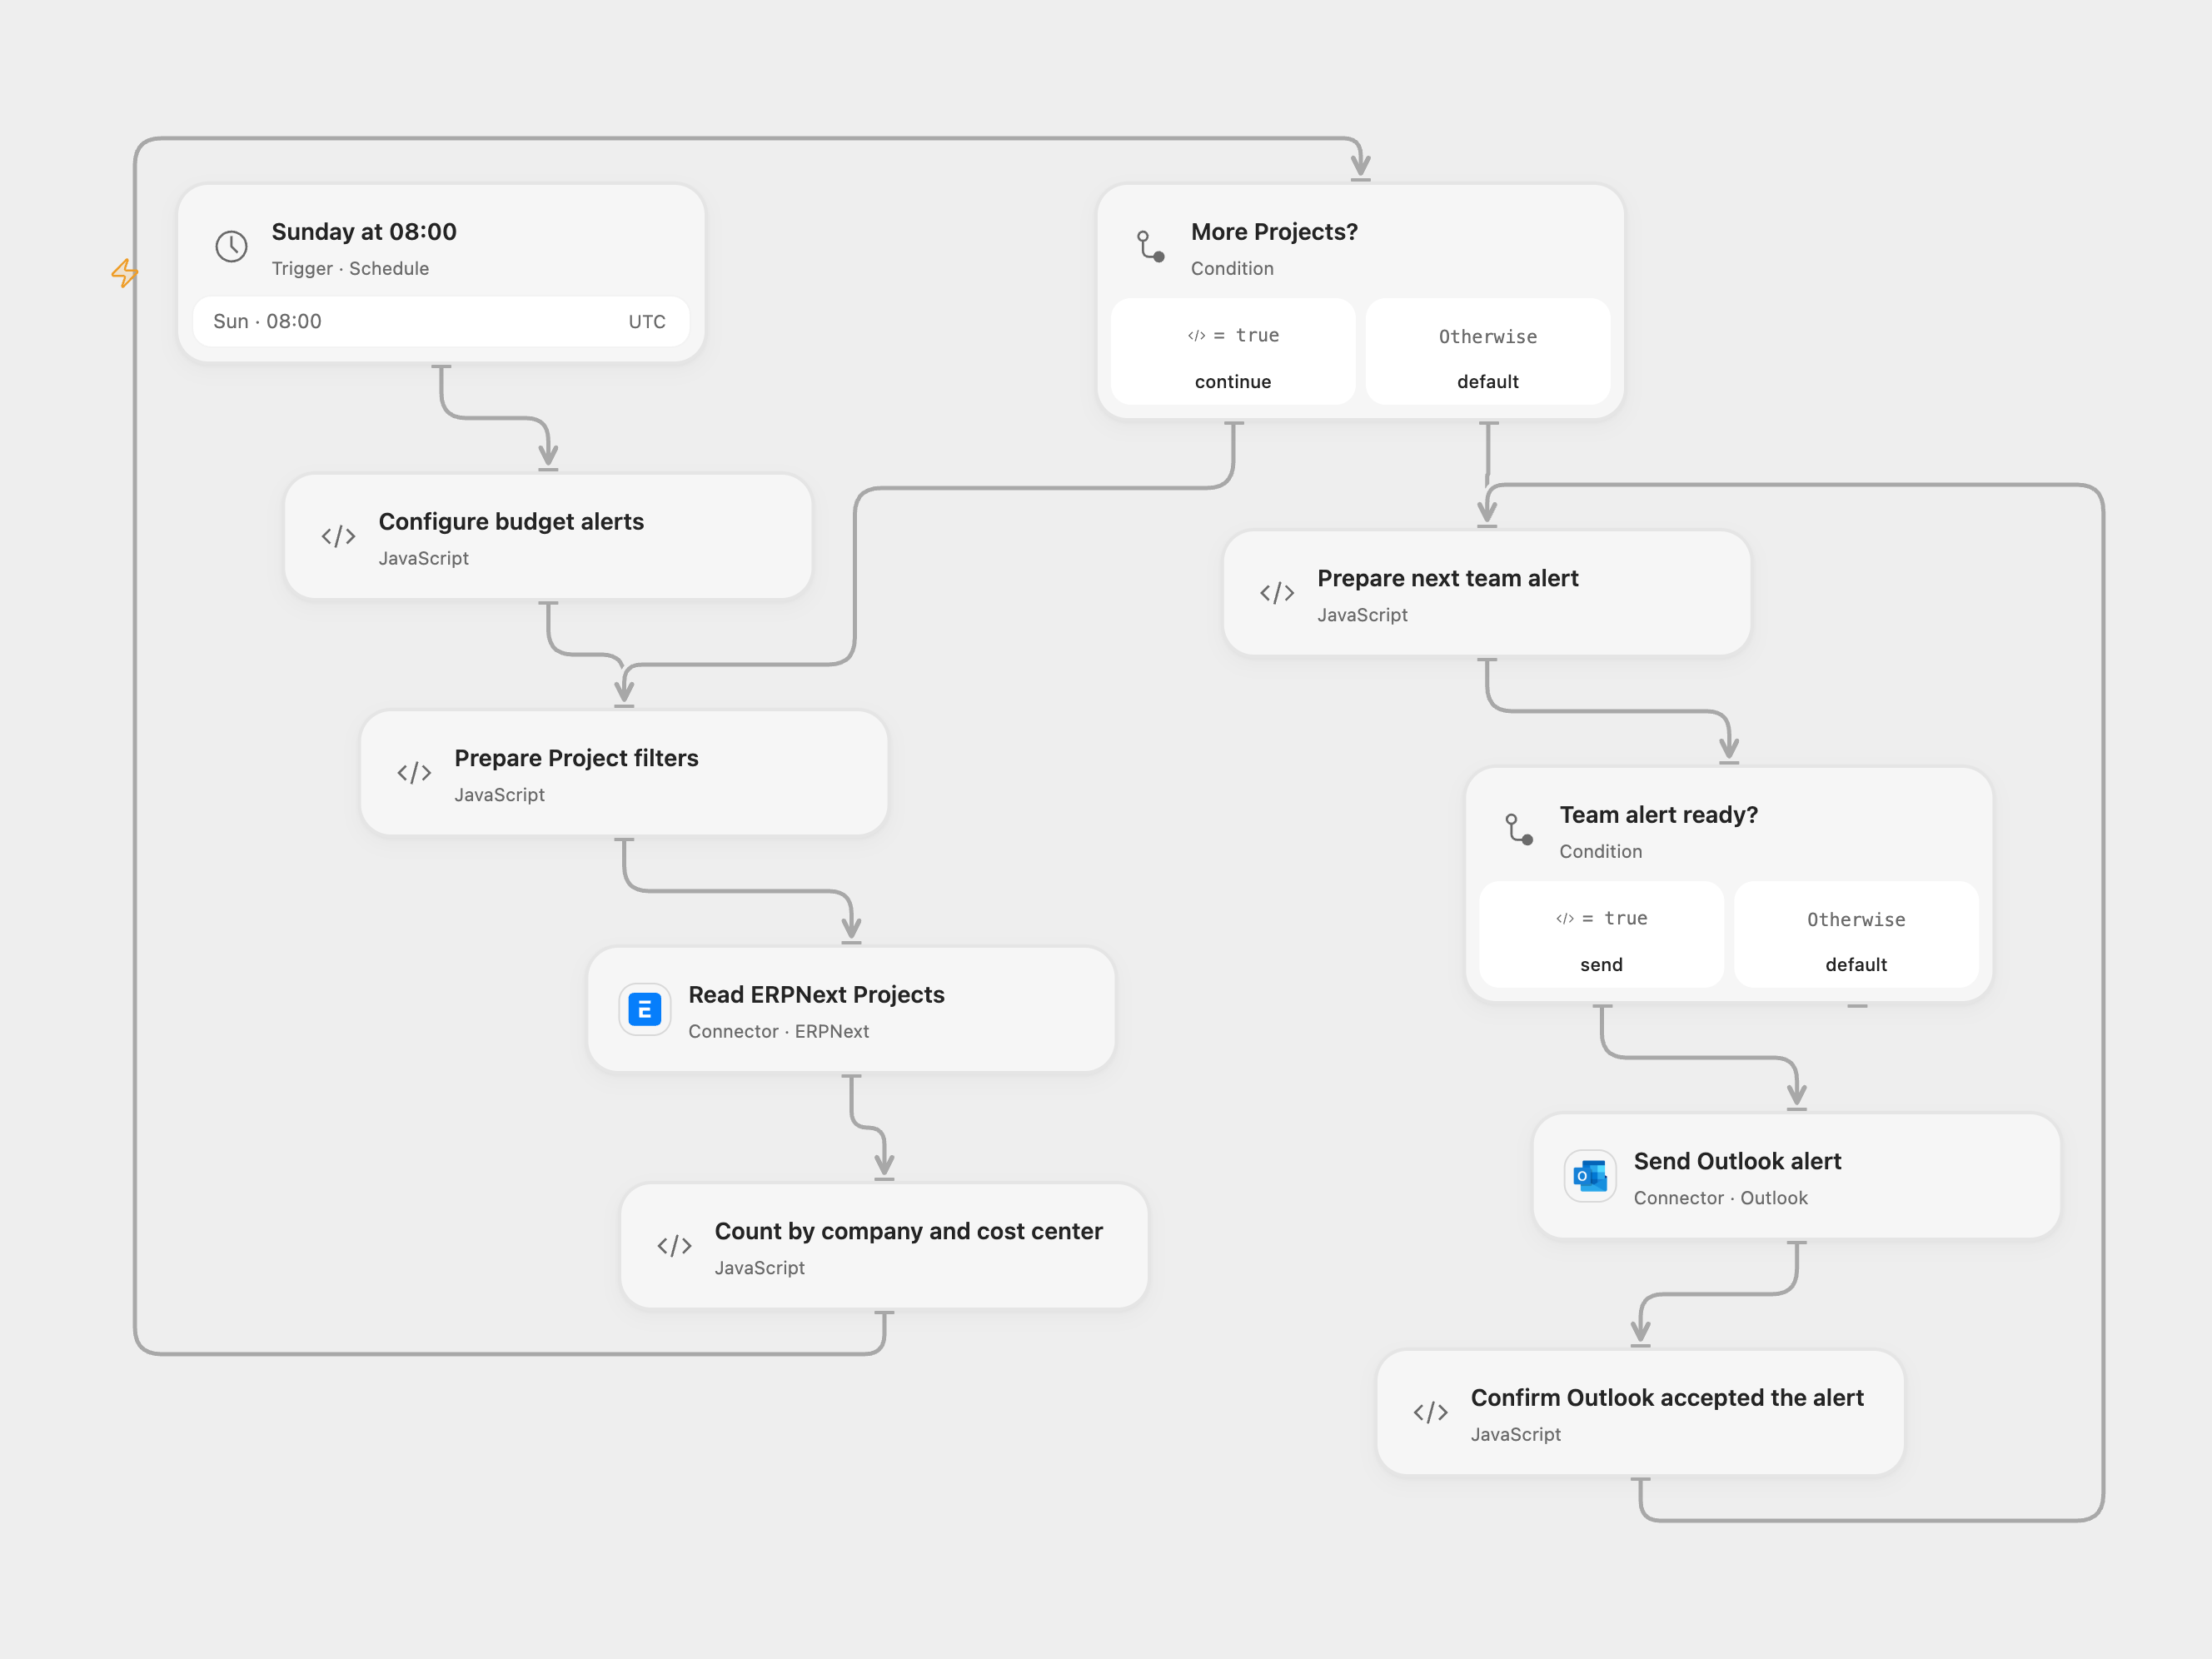 Sunday at 08:00
Trigger · Schedule
Sun · 08:00
UTC
Configure budget alerts
JavaScript
Prepare Project filters
JavaScript
Read ERPNext Projects
Connector · ERPNext
Count by company and cost center
JavaScript
More Projects?
Condition
</> = true
continue
Otherwise
default
Prepare next team alert
JavaScript
Team alert ready?
Condition
</> = true
send
Otherwise
default
Send Outlook alert
Connector · Outlook
Confirm Outlook accepted the alert
JavaScript